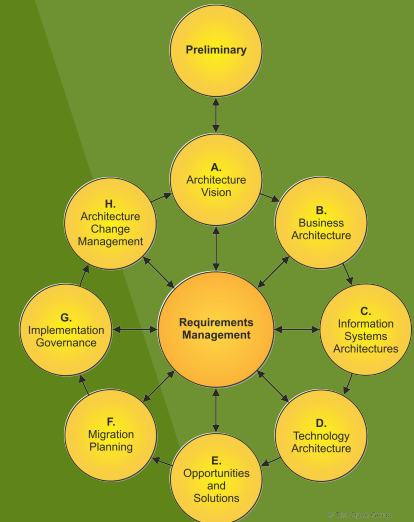 Preliminary
A.
Architecture
Vision
B.
Business
Architecture
C.
Information
Systems
Architectures
D.
Technology
Architecture
E.
Opportunities
and
Solutions
F.
Migration
Planning
G.
Implementation
Governance
H.
Architecture
Change
Management
Requirements
Management